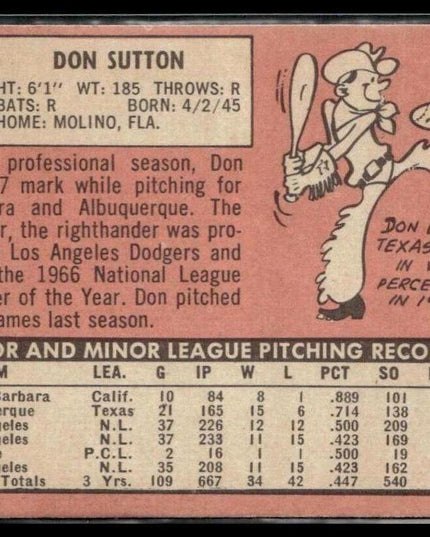 DON SUTTON
HT: 6'1" WT: 185 THROWS: R
BATS: R BORN: 4/2/45
HOME: MOLINO, FLA.
professional season, Don
7 mark while pitching for
ra and Albuquerque. The
r, the righthander was pro-
Los Angeles Dodgers and
the 1966 National League
er of the Year. Don pitched
ames last season.
DON
TEXAS
IN
PERCE
IN 19
OR AND MINOR LEAGUE PITCHING RECO
M LEA. G IP W L PCT SO
Barbara Calif. 10 84 8 1 .889 101
erque Texas 21 165 15 6 .714 138
geles N.L. 37 226 12 12 .500 209
geles N.L. 37 233 11 15 .423 169
e P.C.L. 2 16 1 1 .500 19
geles N.L. 35 208 11 15 .423 162
Totals 3 Yrs. 109 667 34 42 .447 540